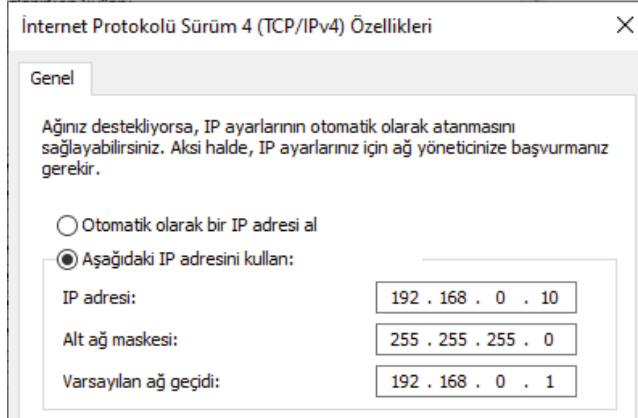 İnternet Protokolü Sürüm 4 (TCP/IPv4) Özellikleri
Genel
Ağınız destekliyorsa, IP ayarlarının otomatik olarak atanmasını
sağlayabilirsiniz. Aksi halde, IP ayarlarınız için ağ yöneticinize başvurmanız
gerekir.
Otomatik olarak bir IP adresi al
Aşağıdaki IP adresini kullan:
IP adresi: 192 . 168 . 0 . 10
Alt ağ maskesi: 255 . 255 . 255 . 0
Varsayılan ağ geçidi: 192 . 168 . 0 . 1